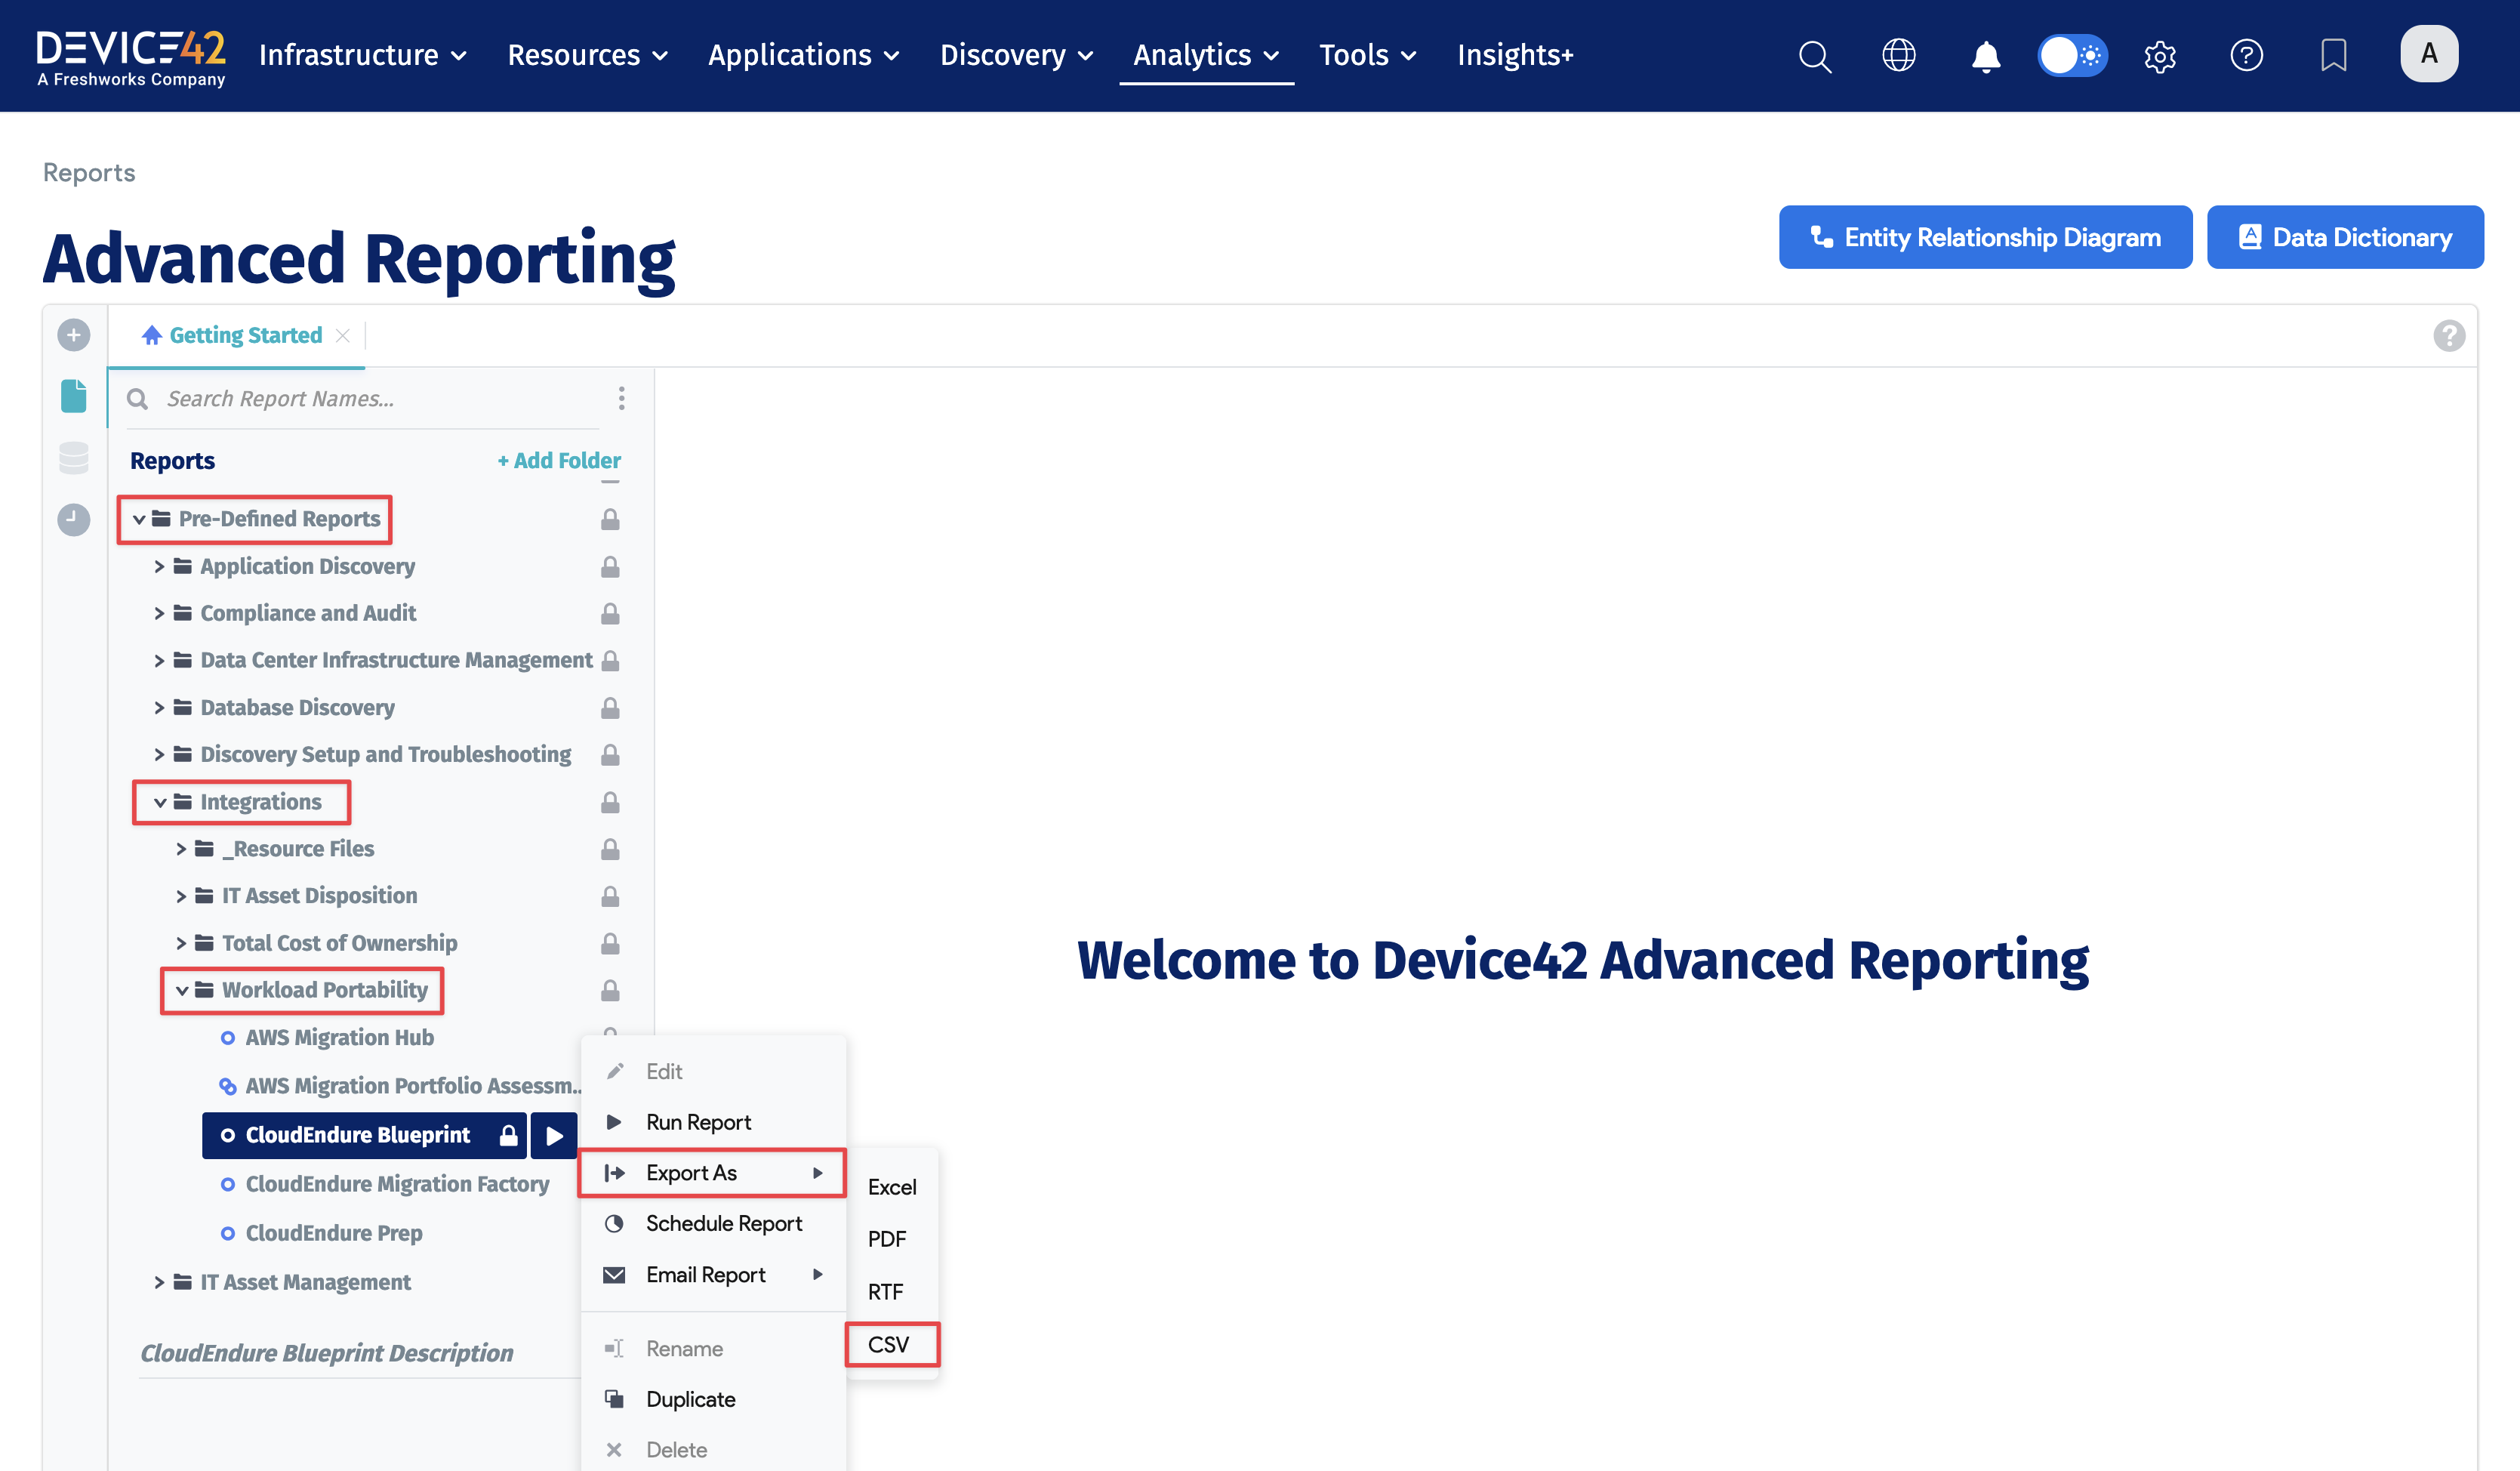 DEVICE42
A Freshworks Company
Infrastructure
Resources
Applications
Discovery
Analytics
Tools
Insights+
A
Reports
Advanced Reporting
Entity Relationship Diagram
Data Dictionary
Getting Started
Search Report Names...
Reports
+ Add Folder
Pre-Defined Reports
Application Discovery
Compliance and Audit
Data Center Infrastructure Management
Database Discovery
Discovery Setup and Troubleshooting
Integrations
_Resource Files
IT Asset Disposition
Total Cost of Ownership
Workload Portability
AWS Migration Hub
AWS Migration Portfolio Assessm..
CloudEndure Blueprint
CloudEndure Migration Factory
CloudEndure Prep
IT Asset Management
CloudEndure Blueprint Description
Edit
Run Report
Export As
Schedule Report
Email Report
Rename
Duplicate
Delete
Excel
PDF
RTF
CSV
Welcome to Device42 Advanced Reporting